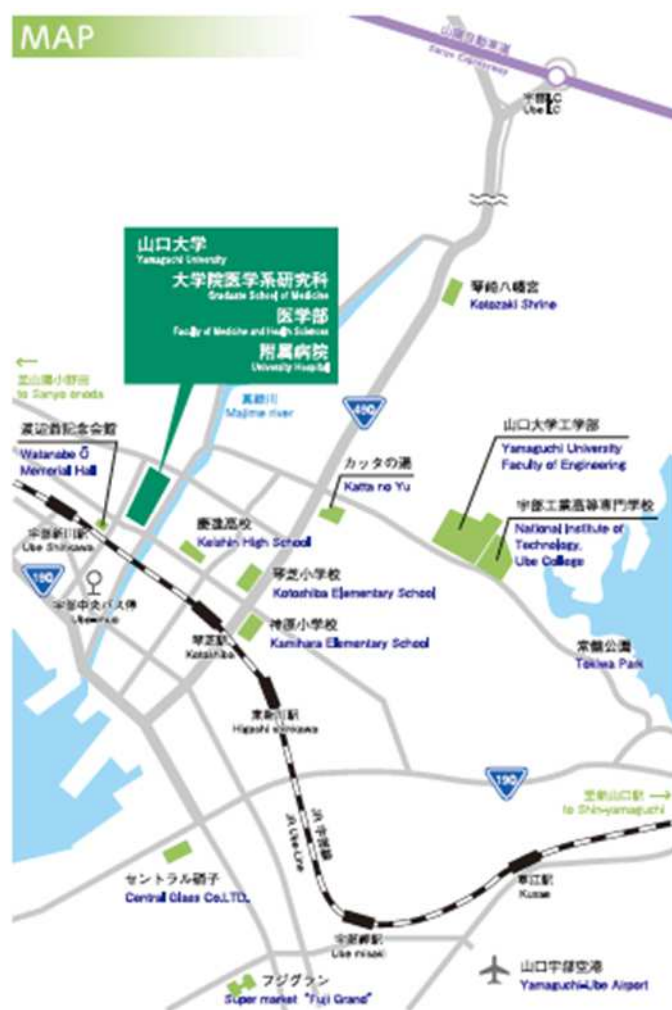 MAP
山陽自動車道
Sanyo Expressway
宇部I.C
Ube I.C
山口大学
Yamaguchi University
大学院医学系研究科
Graduate School of Medicine
医学部
Faculty of Medicine and Health Sciences
附属病院
University Hospital
琴崎八幡宮
Kotozaki Shrine
至山陽小野田
to Sanyo onoda
真締川
Majime river
490
渡辺翁記念会館
Watanabe Ō
Memorial Hall
カッタの湯
Katta no Yu
山口大学工学部
Yamaguchi University
Faculty of Engineering
宇部工業高等専門学校
National Institute of
Technology,
Ube College
宇部新川駅
Ube Shinkawa
慶進高校
Keishin High School
190
宇部中央バス停
琴芝小学校
Kotoshiba Elementary School
琴芝駅
Kotoshiba
神原小学校
Kamihara Elementary School
常盤公園
Tokiwa Park
東新川駅
Higashi shinkawa
190
至新山口駅
to Shin-yamaguchi
JR宇部線
JR Ube-Line
セントラル硝子
Central Glass Co.LTD.
草江駅
Kusae
宇部岬駅
Ube misaki
山口宇部空港
Yamaguchi-Ube Airport
フジグラン
Super market "Fuji Grand"